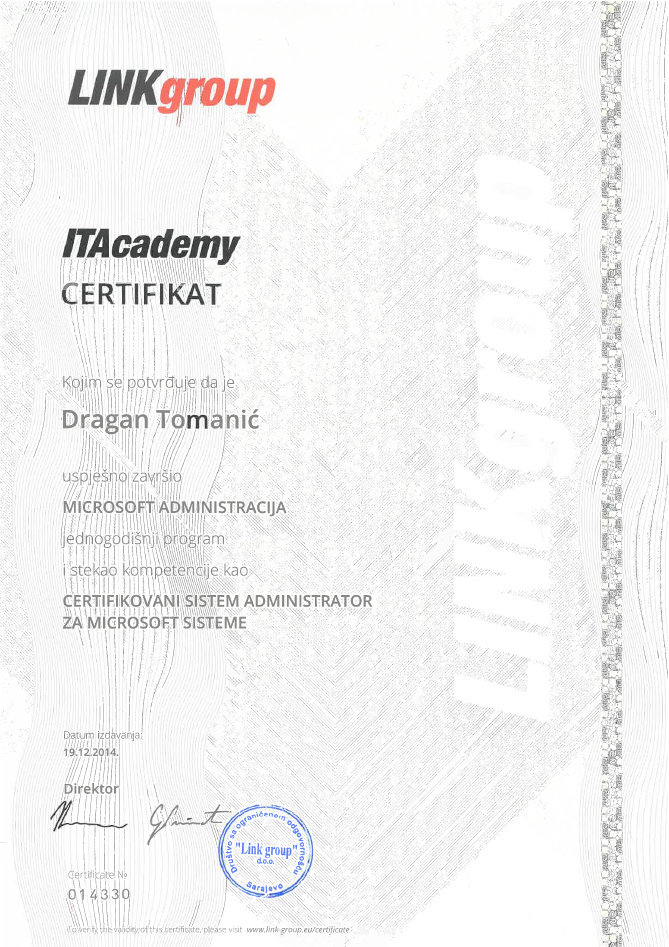 LINKgroup
ITAcademy
CERTIFIKAT
Kojim se potvrđuje da je
Dragan Tomanić
uspješno završio
MICROSOFT ADMINISTRACIJA
jednogodišnji program
i stekao kompetencije kao
CERTIFIKOVANI SISTEM ADMINISTRATOR
ZA MICROSOFT SISTEME
LINKgroup
Datum izdavanja:
19.12.2014.
Direktor
Društvo sa ograničenom odgovornošću
"Link group"
d.o.o.
Sarajevo
Certificate №
014330
To verify the validity of this certificate, please visit www.link-group.eu/certificate